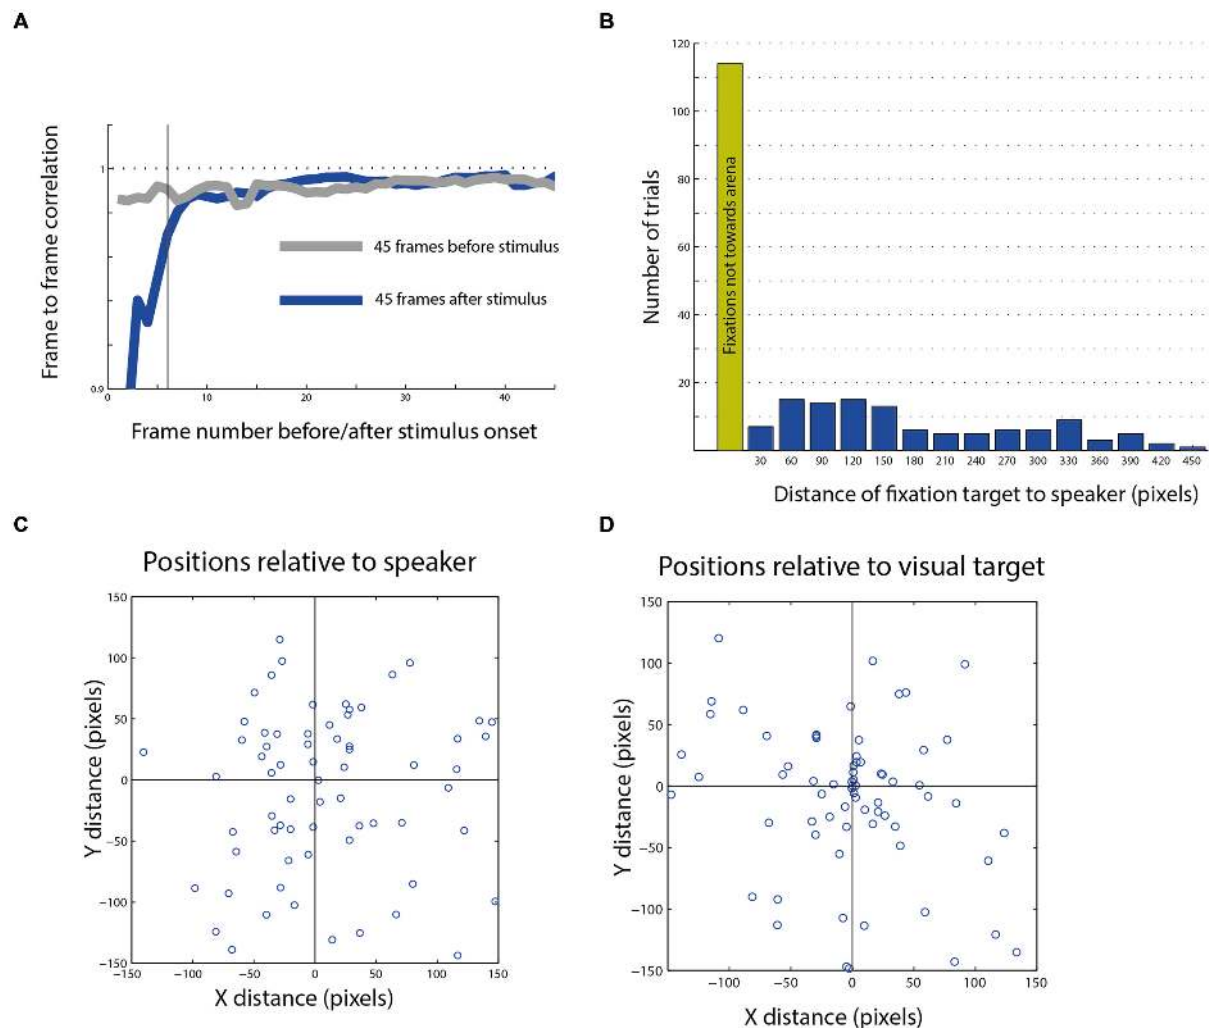 A
Frame to frame correlation
1
0.9
0
10
20
30
40
45 frames before stimulus
45 frames after stimulus
Frame number before/after stimulus onset
B
Number of trials
120
100
80
60
40
20
Fixations not towards arena
30 60 90 120 150 180 210 240 270 300 330 360 390 420 450
Distance of fixation target to speaker (pixels)
C
Positions relative to speaker
Y distance (pixels)
150
100
50
0
−50
−100
−150
−150 −100 −50 0 50 100 150
X distance (pixels)
D
Positions relative to visual target
Y distance (pixels)
150
100
50
0
−50
−100
−150
−100 −50 0 50 100 150
X distance (pixels)